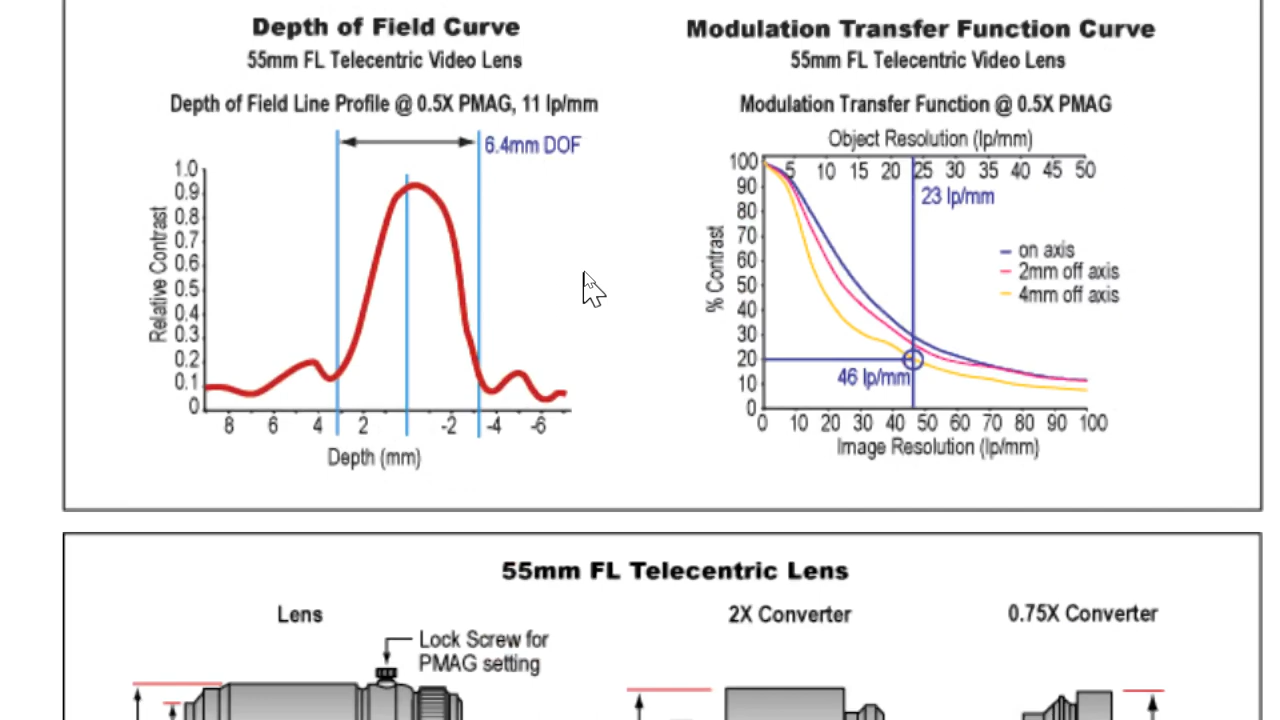 Depth of Field Curve
55mm FL Telecentric Video Lens
Depth of Field Line Profile @ 0.5X PMAG, 11 lp/mm
6.4mm DOF
1.0
0.9
0.8
0.7
0.6
0.5
0.4
0.3
0.2
0.1
0
Relative Contrast
8 6 4 2 -2 -4 -6
Depth (mm)
Modulation Transfer Function Curve
55mm FL Telecentric Video Lens
Modulation Transfer Function @ 0.5X PMAG
Object Resolution (lp/mm)
5 10 15 20 25 30 35 40 45 50
23 lp/mm
100
90
80
70
60
50
40
30
20
10
0
% Contrast
on axis
2mm off axis
4mm off axis
46 lp/mm
0 10 20 30 40 50 60 70 80 90 100
Image Resolution (lp/mm)
55mm FL Telecentric Lens
Lens
Lock Screw for
PMAG setting
2X Converter
0.75X Converter